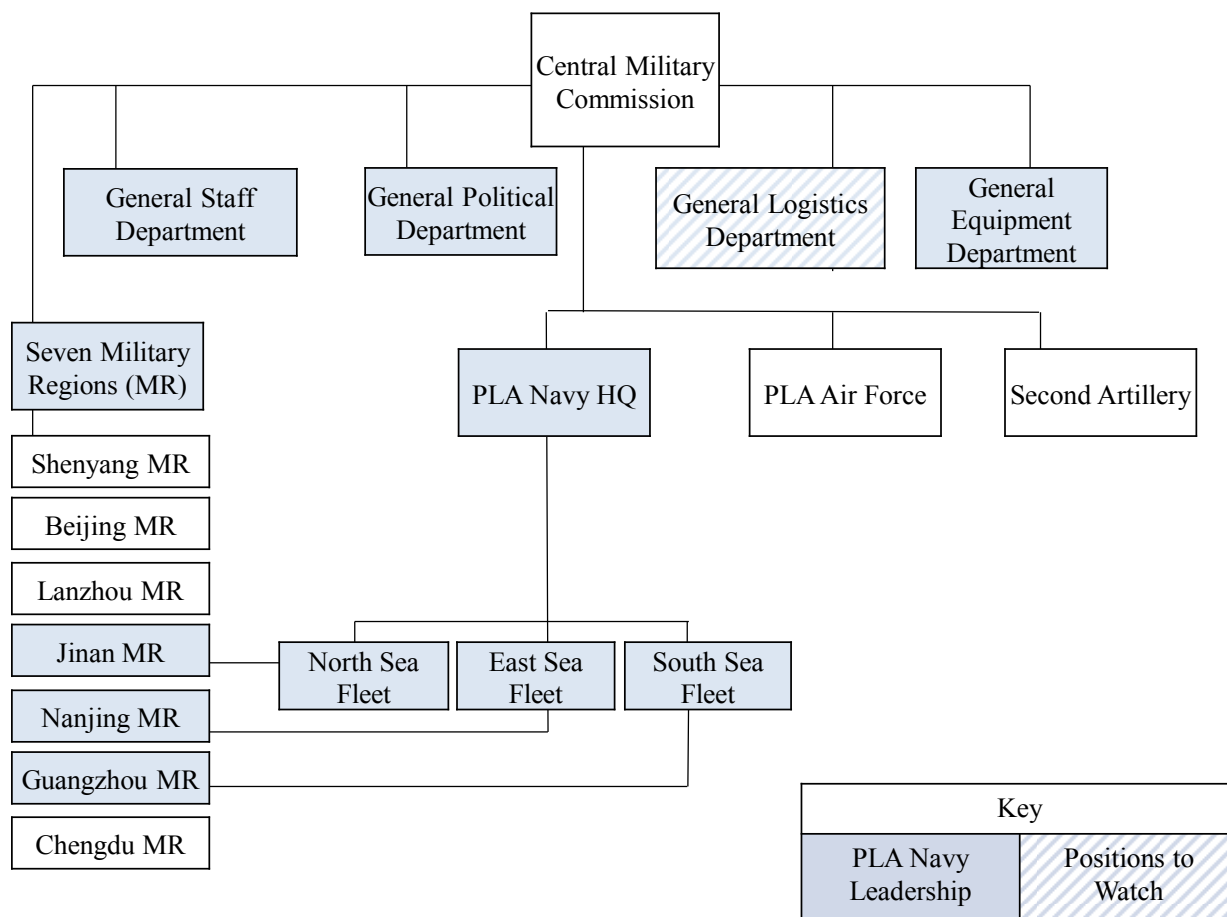 Central Military
Commission
General Staff
Department
General Political
Department
General Logistics
Department
General
Equipment
Department
Seven Military
Regions (MR)
PLA Navy HQ
PLA Air Force
Second Artillery
Shenyang MR
Beijing MR
Lanzhou MR
Jinan MR
Nanjing MR
Guangzhou MR
Chengdu MR
North Sea
Fleet
East Sea
Fleet
South Sea
Fleet
Key
PLA Navy
Leadership
Positions to
Watch